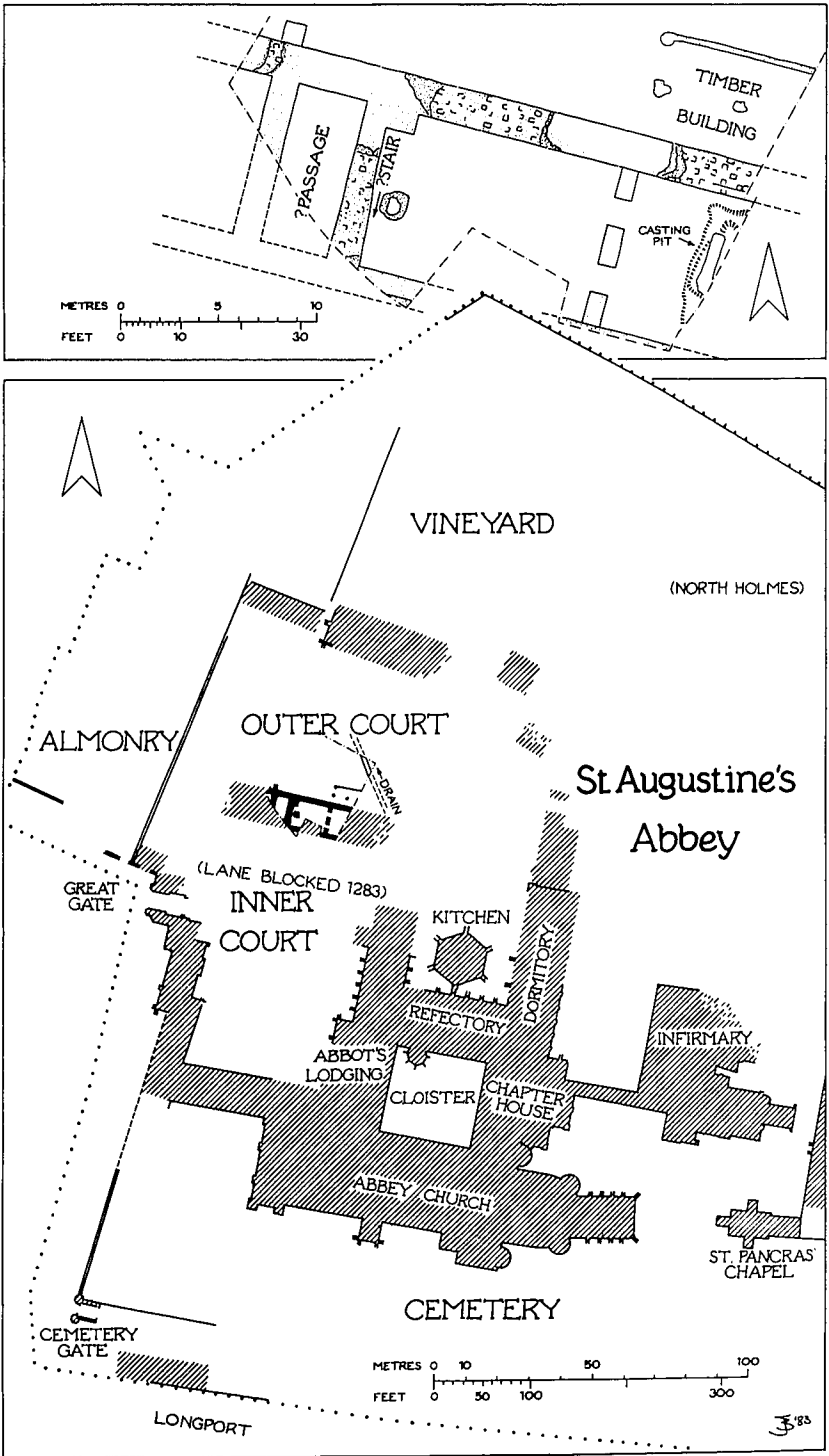 TIMBER
BUILDING
?PASSAGE
?STAIR
CASTING
PIT
METRES 0 5 10
FEET 0 10 30
VINEYARD
(NORTH HOLMES)
ALMONRY
OUTER COURT
DRAIN
St. Augustine's
Abbey
(LANE BLOCKED 1283)
GREAT
GATE
INNER
COURT
KITCHEN
DORMITORY
REFECTORY
INFIRMARY
ABBOT'S
LODGING
CLOISTER
CHAPTER
HOUSE
ABBEY CHURCH
ST. PANCRAS'
CHAPEL
CEMETERY
CEMETERY
GATE
METRES 0 10 50 100
FEET 0 50 100 300
LONGPORT
'83